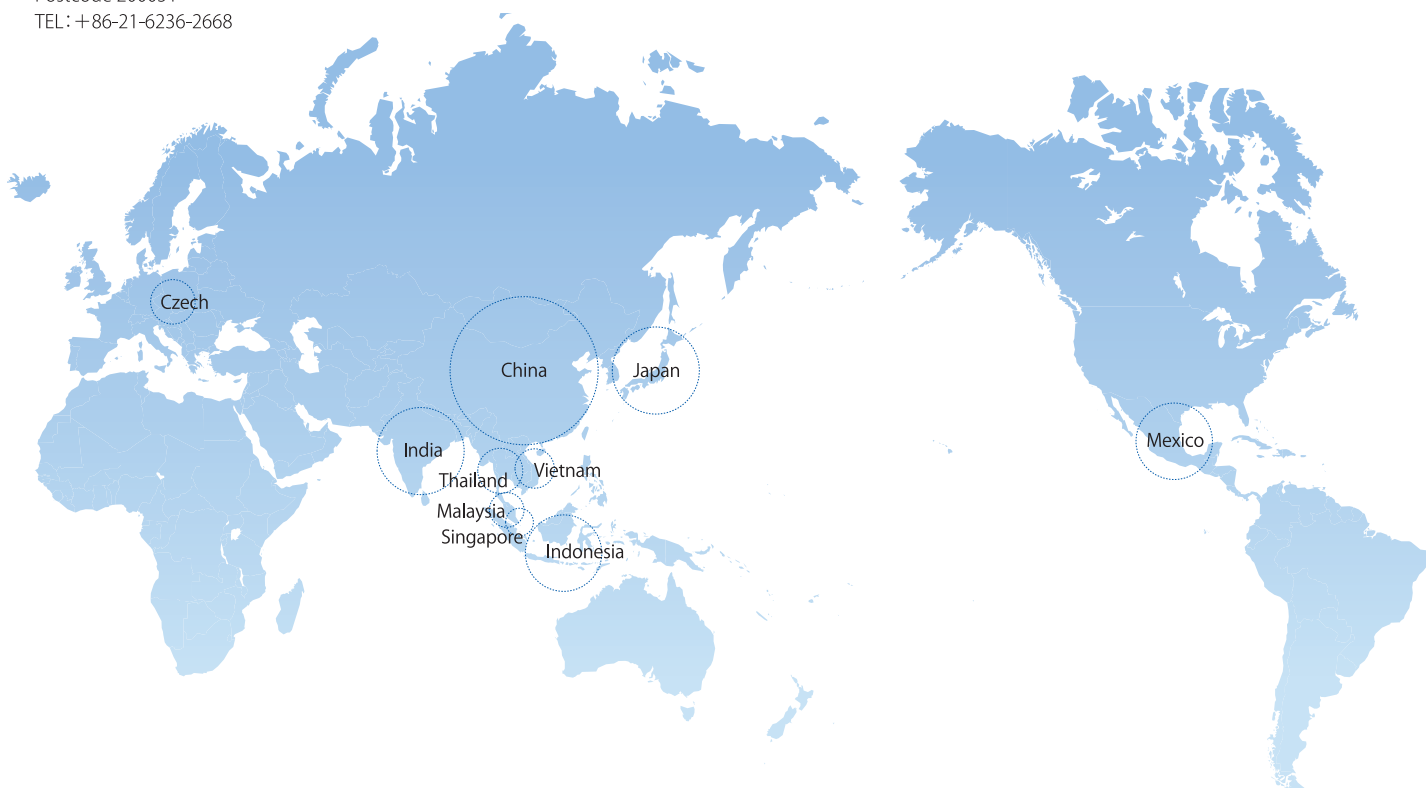 TEL：＋86-21-6236-2668
Czech
China
Japan
India
Mexico
Vietnam
Thailand
Malaysia
Singapore
Indonesia